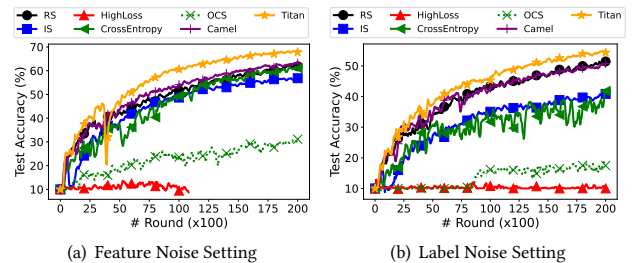 RS HighLoss OCS Titan
IS CrossEntropy Camel
RS HighLoss OCS Titan
IS CrossEntropy Camel
70
60
50
40
30
20
10
Test Accuracy (%)
0 25 50 75 100 125 150 175 200
# Round (x100)
50
40
30
20
10
Test Accuracy (%)
0 25 50 75 100 125 150 175 200
# Round (x100)
(a) Feature Noise Setting
(b) Label Noise Setting